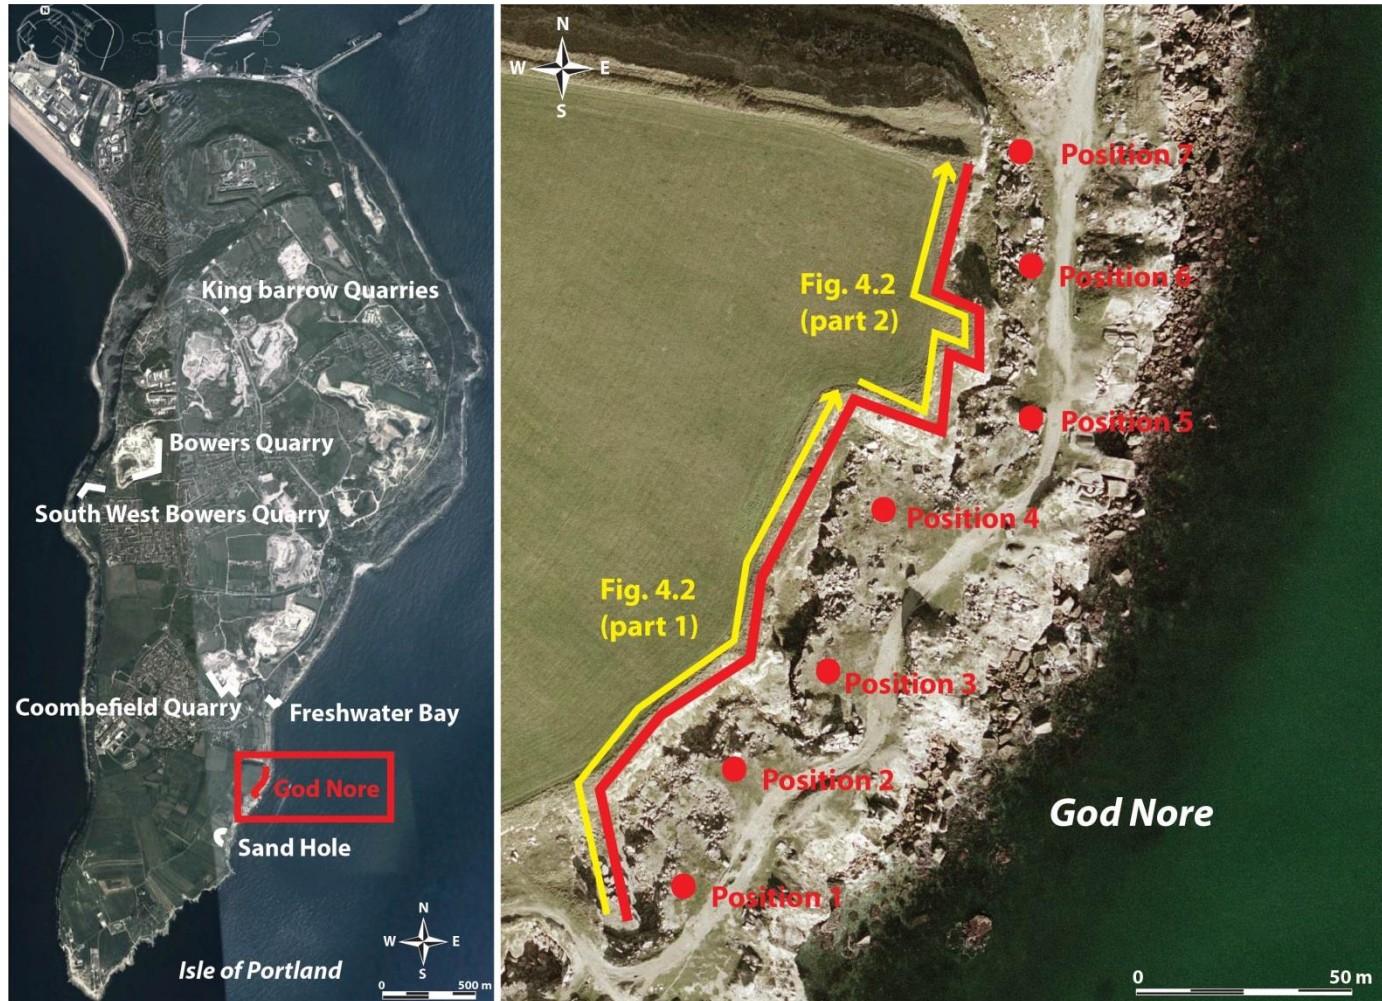 N
King barrow Quarries
Bowers Quarry
South West Bowers Quarry
Coombefield Quarry
Freshwater Bay
God Nore
Sand Hole
Isle of Portland
N
W E
S
0 500 m
N
W E
S
Position 7
Position 6
Fig. 4.2
(part 2)
Position 5
Position 4
Fig. 4.2
(part 1)
Position 3
Position 2
God Nore
Position 1
0 50 m